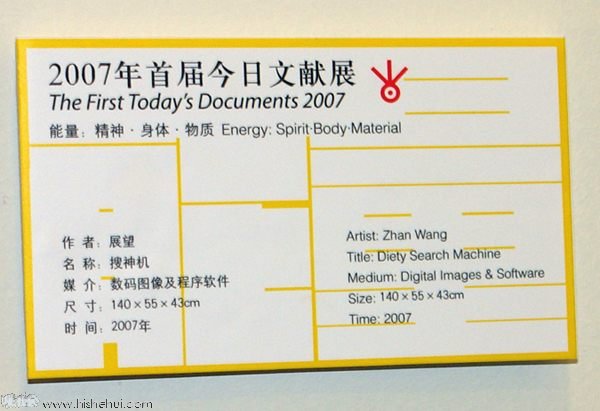 2007年首届今日文献展
The First Today's Documents 2007
能量：精神·身体·物质 Energy: Spirit·Body·Material
作 者：展望
名 称：搜神机
媒 介：数码图像及程序软件
尺 寸：140×55×43cm
时 间：2007年
Artist: Zhan Wang
Title: Diety Search Machine
Medium: Digital Images & Software
Size: 140×55×43cm
Time: 2007
www.hishehui.com